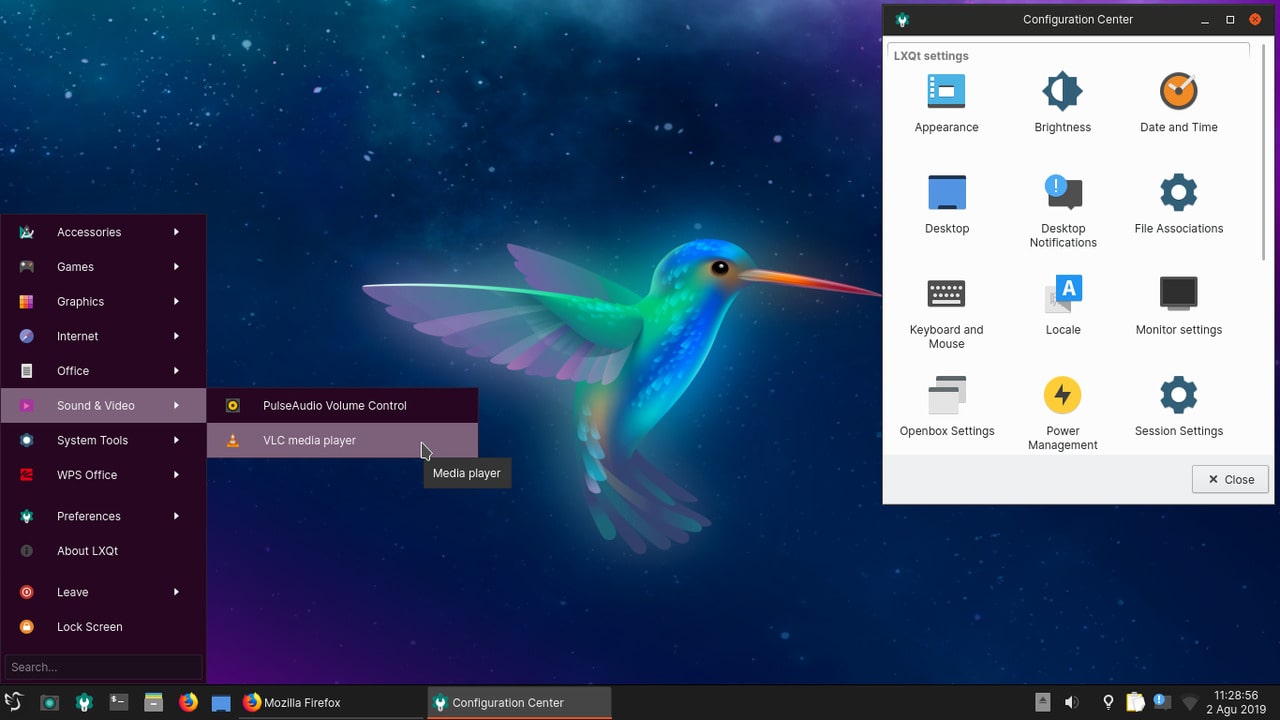 Configuration Center
LXQt settings
Appearance
Brightness
Date and Time
Desktop
Desktop
Notifications
File Associations
Keyboard and
Mouse
Locale
Monitor settings
Openbox Settings
Power
Management
Session Settings
Close
Accessories
Games
Graphics
Internet
Office
Sound & Video
System Tools
WPS Office
Preferences
About LXQt
Leave
Lock Screen
Search...
PulseAudio Volume Control
VLC media player
Media player
Mozilla Firefox
Configuration Center
11:28:56
2 Agu 2019